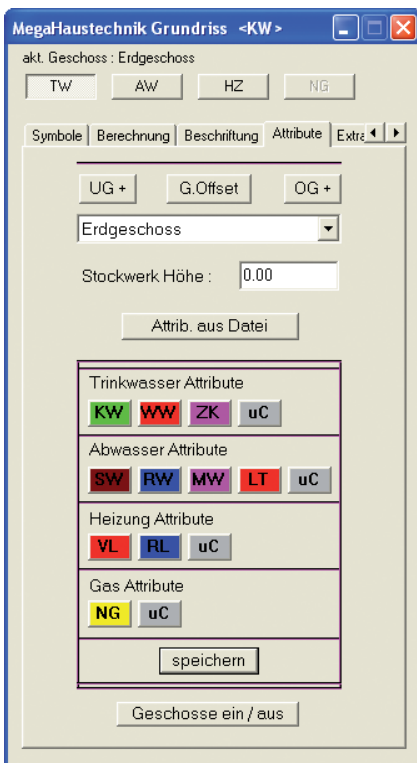 MegaHaustechnik Grundriss <KW>
akt. Geschoss : Erdgeschoss
TW AW HZ NG
Symbole Berechnung Beschriftung Attribute Extra
UG + G.Offset OG +
Erdgeschoss
Stockwerk Höhe : 0.00
Attrib. aus Datei
Trinkwasser Attribute
KW WW ZK uC
Abwasser Attribute
SW RW MW LT uC
Heizung Attribute
VL RL uC
Gas Attribute
NG uC
speichern
Geschosse ein / aus